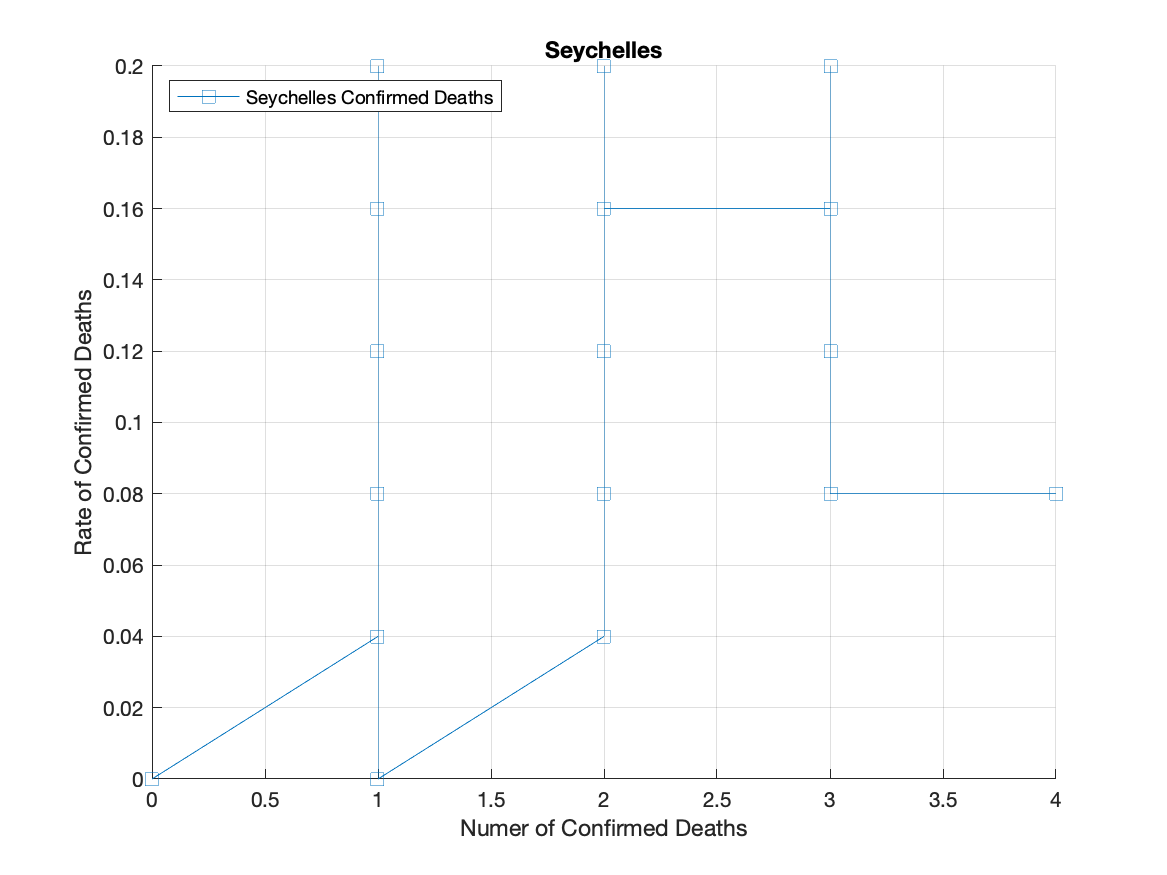 Seychelles
Seychelles Confirmed Deaths
Rate of Confirmed Deaths
0.2
0.18
0.16
0.14
0.12
0.1
0.08
0.06
0.04
0.02
0
0 0.5 1 1.5 2 2.5 3 3.5 4
Numer of Confirmed Deaths